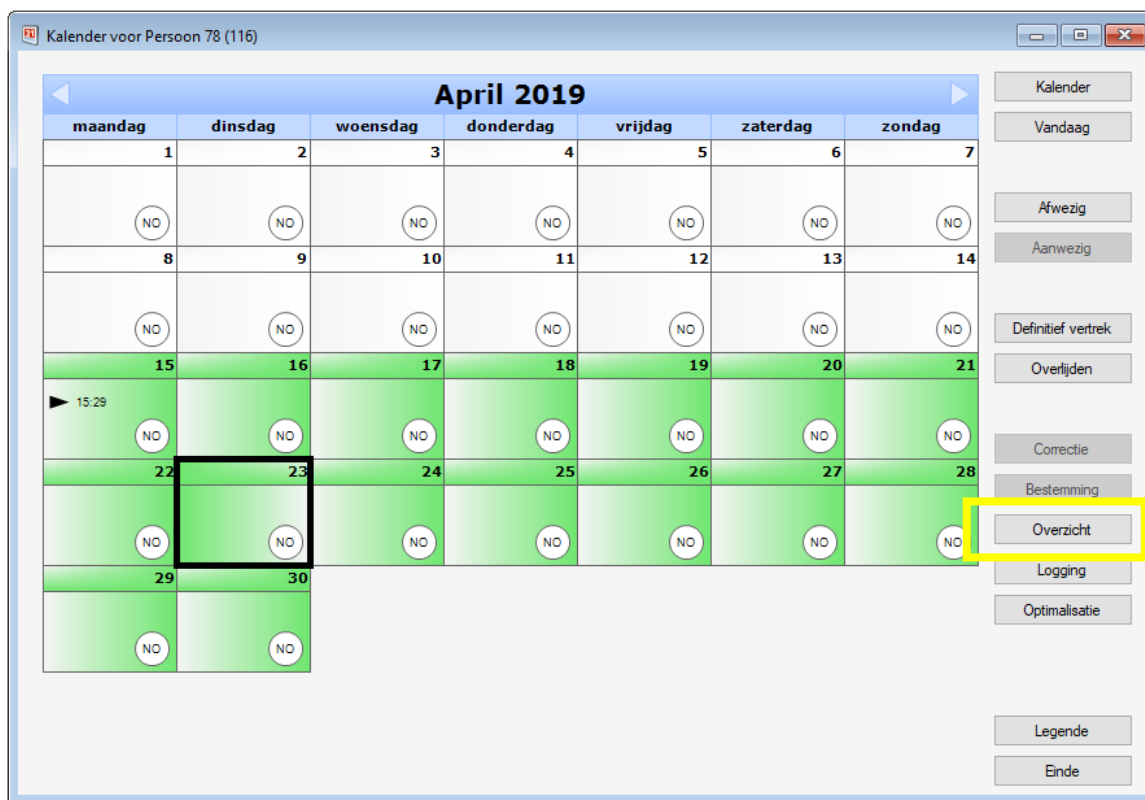 Kalender voor Persoon 78 (116)
April 2019
maandag dinsdag woensdag donderdag vrijdag zaterdag zondag
1 2 3 4 5 6 7
NO NO NO NO NO NO NO
8 9 10 11 12 13 14
NO NO NO NO NO NO NO
15 16 17 18 19 20 21
15:29
NO NO NO NO NO NO NO
22 23 24 25 26 27 28
NO NO NO NO NO NO NO
29 30
NO NO
Kalender
Vandaag
Afwezig
Aanwezig
Definitief vertrek
Overlijden
Correctie
Bestemming
Overzicht
Logging
Optimalisatie
Legende
Einde